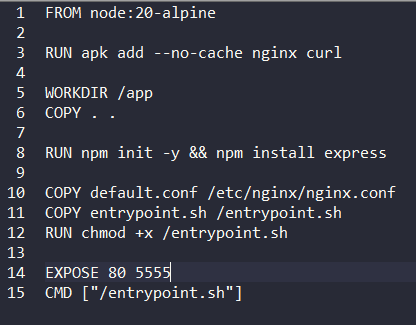 1 FROM node:20-alpine
2
3 RUN apk add --no-cache nginx curl
4
5 WORKDIR /app
6 COPY . .
7
8 RUN npm init -y && npm install express
9
10 COPY default.conf /etc/nginx/nginx.conf
11 COPY entrypoint.sh /entrypoint.sh
12 RUN chmod +x /entrypoint.sh
13
14 EXPOSE 80 5555
15 CMD ["/entrypoint.sh"]